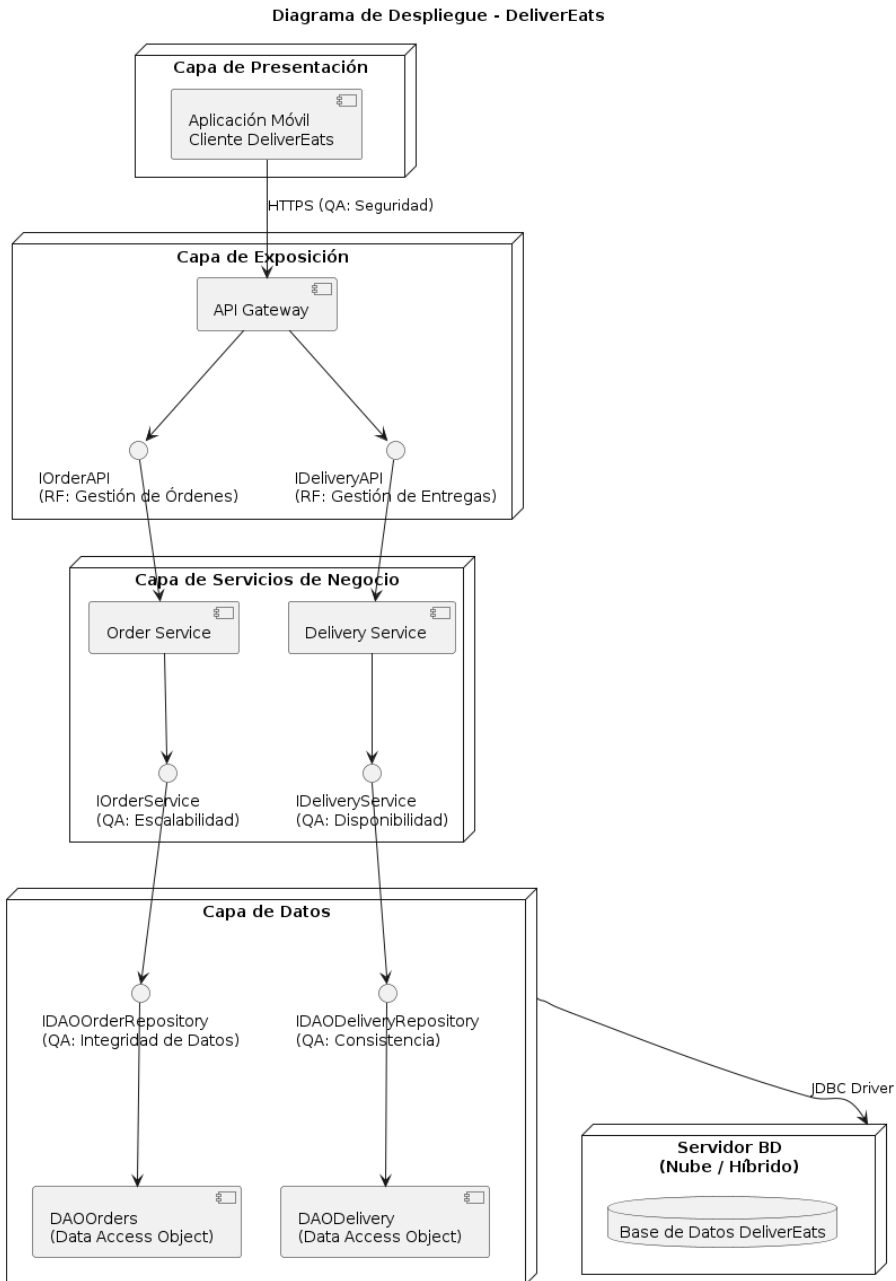 Diagrama de Despliegue - DeliverEats
Capa de Presentación
Aplicación Móvil
Cliente DeliverEats
HTTPS (QA: Seguridad)
Capa de Exposición
API Gateway
IOrderAPI
(RF: Gestión de Órdenes)
IDeliveryAPI
(RF: Gestión de Entregas)
Capa de Servicios de Negocio
Order Service
Delivery Service
IOrderService
(QA: Escalabilidad)
IDeliveryService
(QA: Disponibilidad)
Capa de Datos
IDAOOrderRepository
(QA: Integridad de Datos)
IDAODeliveryRepository
(QA: Consistencia)
JDBC Driver
Servidor BD
(Nube / Híbrido)
Base de Datos DeliverEats
DAOOrders
(Data Access Object)
DAODelivery
(Data Access Object)